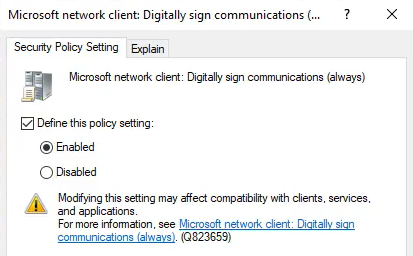 Microsoft network client: Digitally sign communications (...
Security Policy Setting
Explain
Microsoft network client: Digitally sign communications (always)
Define this policy setting:
Enabled
Disabled
Modifying this setting may affect compatibility with clients, services,
and applications.
For more information, see Microsoft network client: Digitally sign
communications (always). (Q823659)